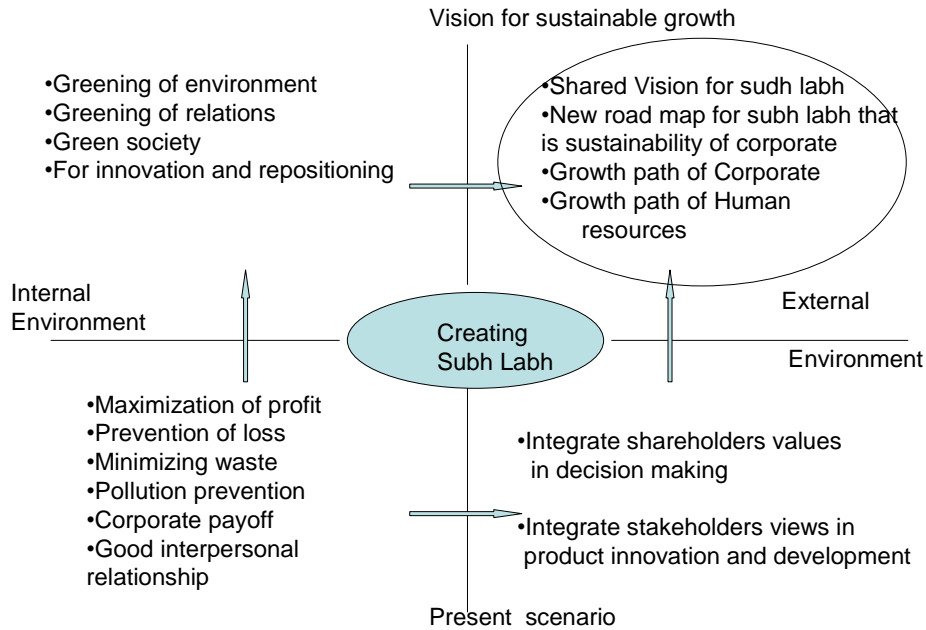 Vision for sustainable growth
•Greening of environment
•Greening of relations
•Green society
•For innovation and repositioning
•Shared Vision for sudh labh
•New road map for subh labh that
is sustainability of corporate
•Growth path of Corporate
•Growth path of Human
resources
Internal
Environment
Creating
Subh Labh
External
Environment
•Maximization of profit
•Prevention of loss
•Minimizing waste
•Pollution prevention
•Corporate payoff
•Good interpersonal
relationship
•Integrate shareholders values
in decision making
•Integrate stakeholders views in
product innovation and development
Present scenario